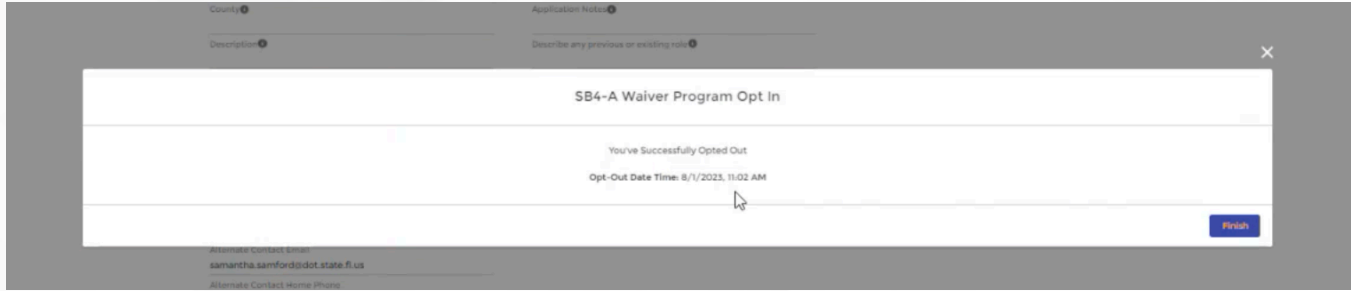 County
Application Notes
Description
Describe any previous or existing role
SB4-A Waiver Program Opt In
You've Successfully Opted Out
Opt-Out Date Time: 8/1/2023, 11:02 AM
Finish
Alternate Contact Email
samantha.samford@dot.state.fl.us
Alternate Contact Home Phone